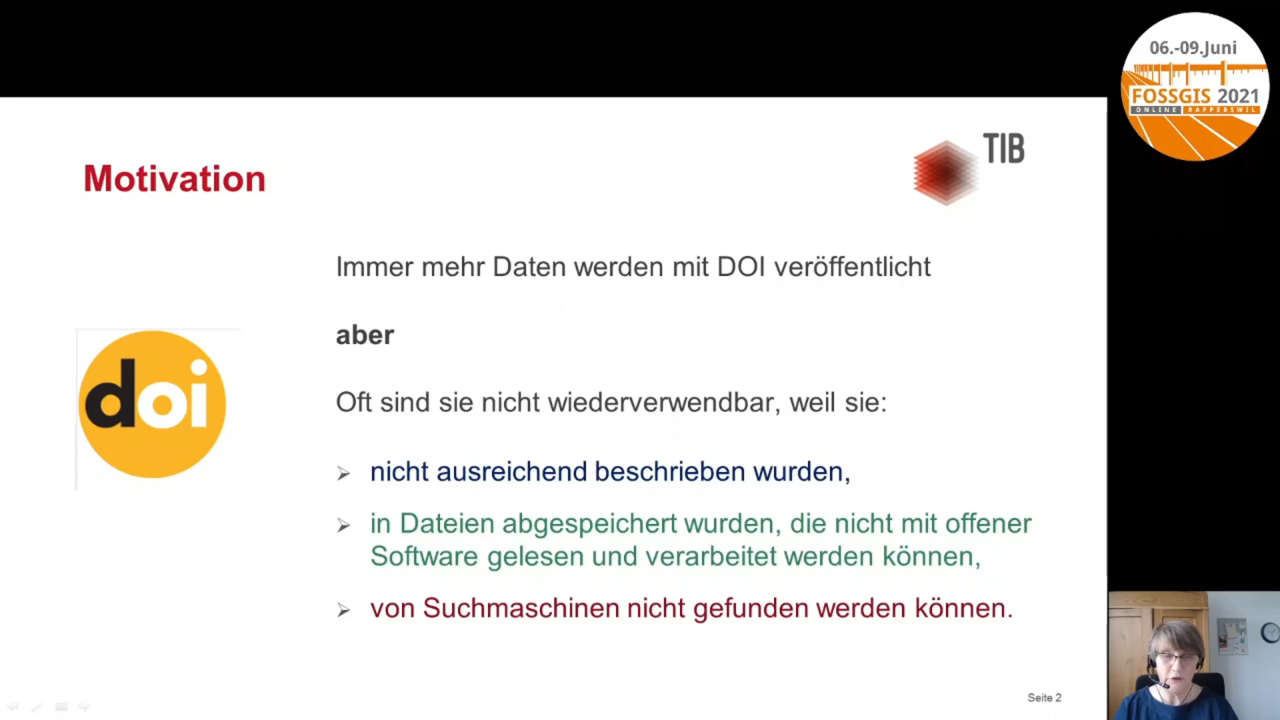 06.-09.Juni
FOSSGIS 2021
ONLINE RAPPERSWIL
TIB
Motivation
Immer mehr Daten werden mit DOI veröffentlicht
aber
doi
Oft sind sie nicht wiederverwendbar, weil sie:
nicht ausreichend beschrieben wurden,
in Dateien abgespeichert wurden, die nicht mit offener
Software gelesen und verarbeitet werden können,
von Suchmaschinen nicht gefunden werden können.
Seite 2